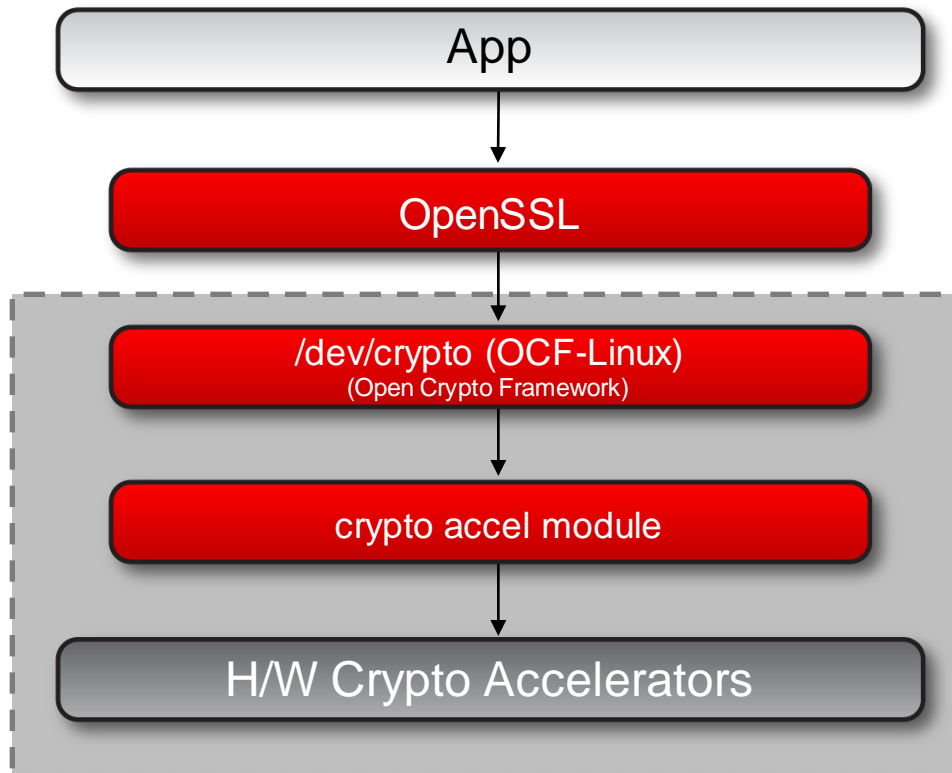 App
OpenSSL
/dev/crypto (OCF-Linux)
(Open Crypto Framework)
crypto accel module
H/W Crypto Accelerators